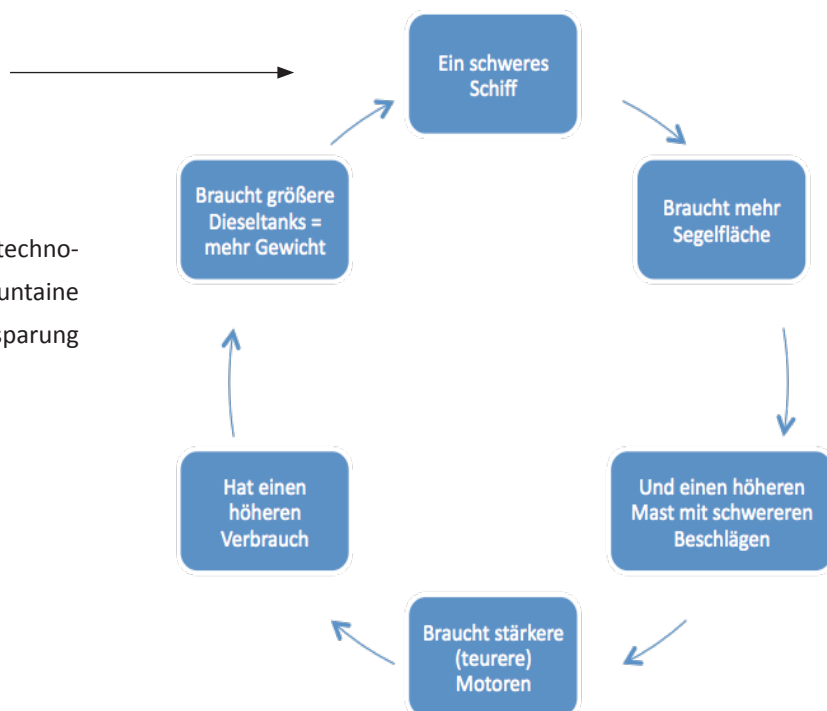 Ein schweres
Schiff
Braucht mehr
Segelfläche
Und einen höheren
Mast mit schwereren
Beschlägen
Braucht stärkere
(teurere)
Motoren
Hat einen
höheren
Verbrauch
Braucht größere
Dieseltanks =
mehr Gewicht
techno-
untaine
sparung